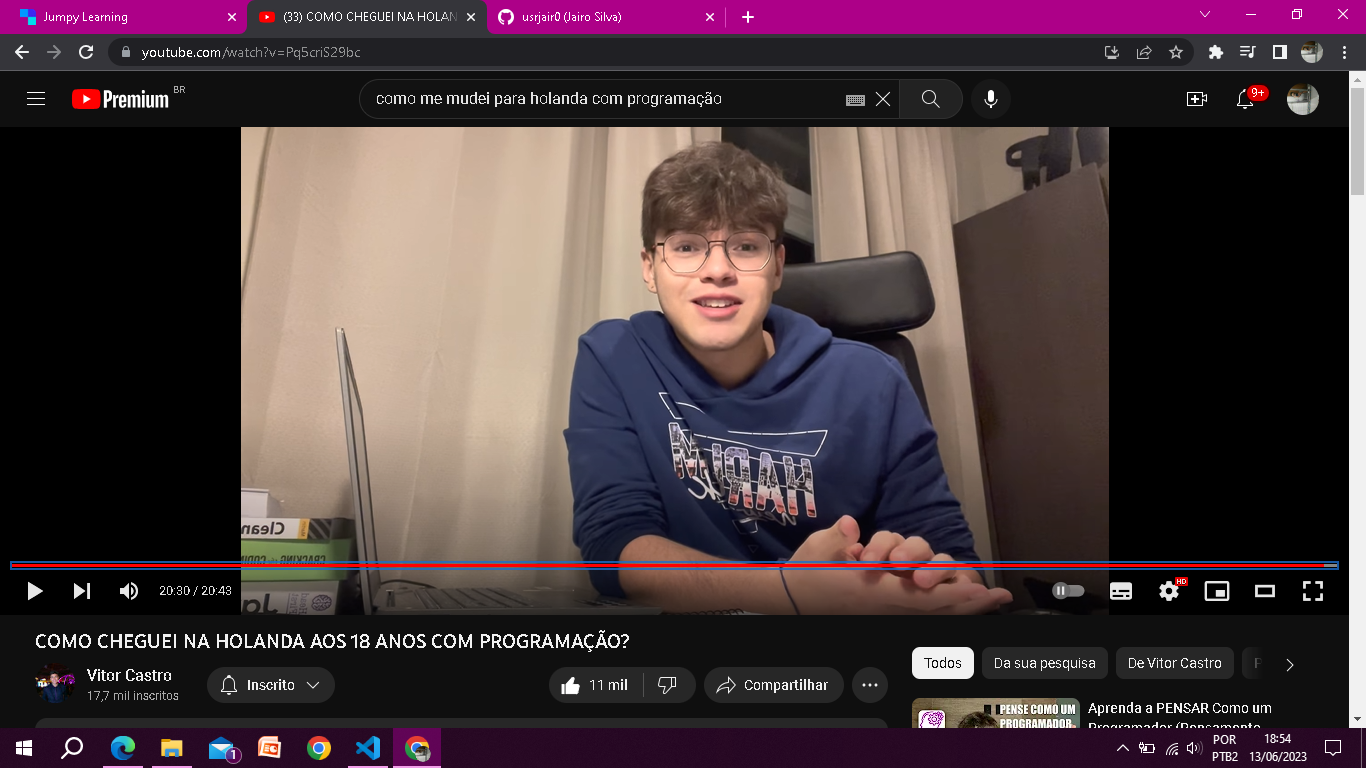 Jumpy Learning
(33) COMO CHEGUEI NA HOLAN
usrjair0 (Jairo Silva)
youtube.com/watch?v=Pq5criS29bc
Premium BR
como me mudei para holanda com programação
9+
HARLEM
Clean
CRACKING the CODING
20:30 / 20:43
HD
COMO CHEGUEI NA HOLANDA AOS 18 ANOS COM PROGRAMAÇÃO?
Vitor Castro
17,7 mil inscritos
Inscrito
11 mil
Compartilhar
Todos
Da sua pesquisa
De Vitor Castro
P
PENSE COMO UM
PROGRAMADOR
Aprenda a PENSAR Como um
Programador (Pensamento
1
POR
PTB2
18:54
13/06/2023